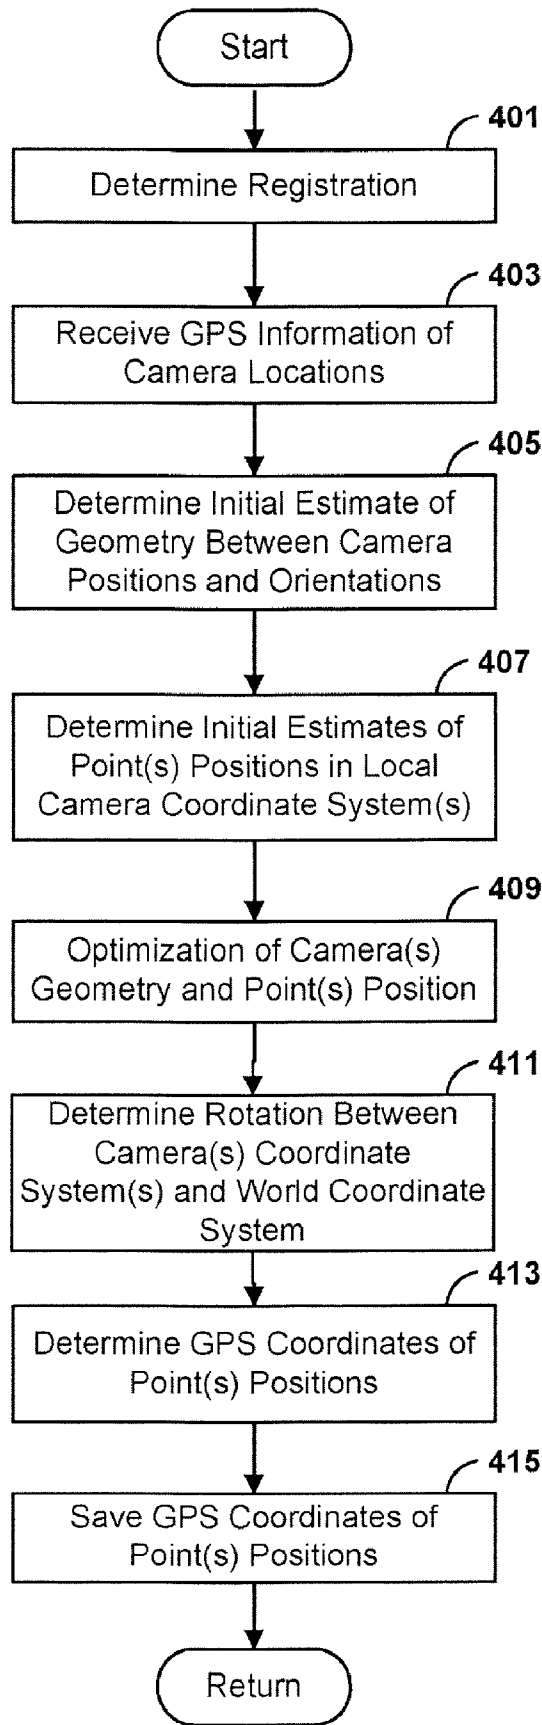 Start
401
Determine Registration
403
Receive GPS Information of
Camera Locations
405
Determine Initial Estimate of
Geometry Between Camera
Positions and Orientations
407
Determine Initial Estimates of
Point(s) Positions in Local
Camera Coordinate System(s)
409
Optimization of Camera(s)
Geometry and Point(s) Position
411
Determine Rotation Between
Camera(s) Coordinate
System(s) and World Coordinate
System
413
Determine GPS Coordinates of
Point(s) Positions
415
Save GPS Coordinates of
Point(s) Positions
Return